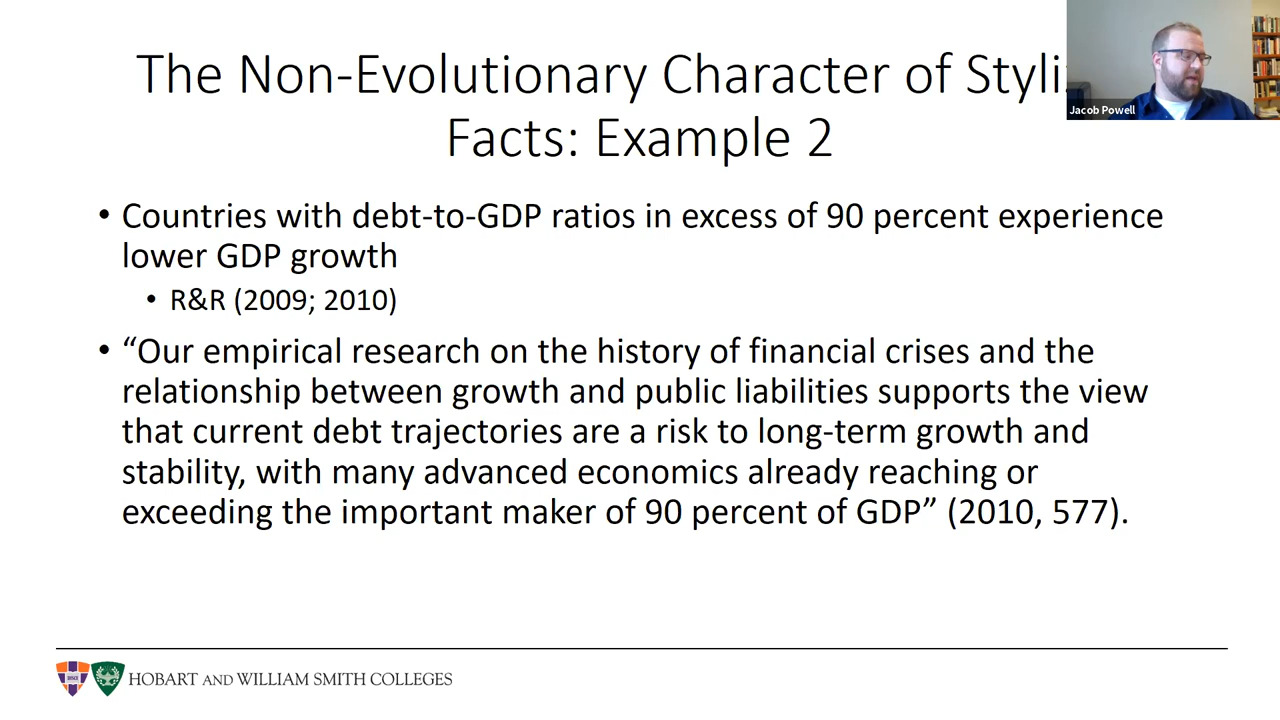 The Non-Evolutionary Character of
Facts: Example 2
Jacob Powell
• Countries with debt-to-GDP ratios in excess of 90 percent experience
lower GDP growth
• R&R (2009; 2010)
• “Our empirical research on the history of financial crises and the
relationship between growth and public liabilities supports the view
that current debt trajectories are a risk to long-term growth and
stability, with many advanced economics already reaching or
exceeding the important maker of 90 percent of GDP” (2010, 577).
HOBART AND WILLIAM SMITH COLLEGES